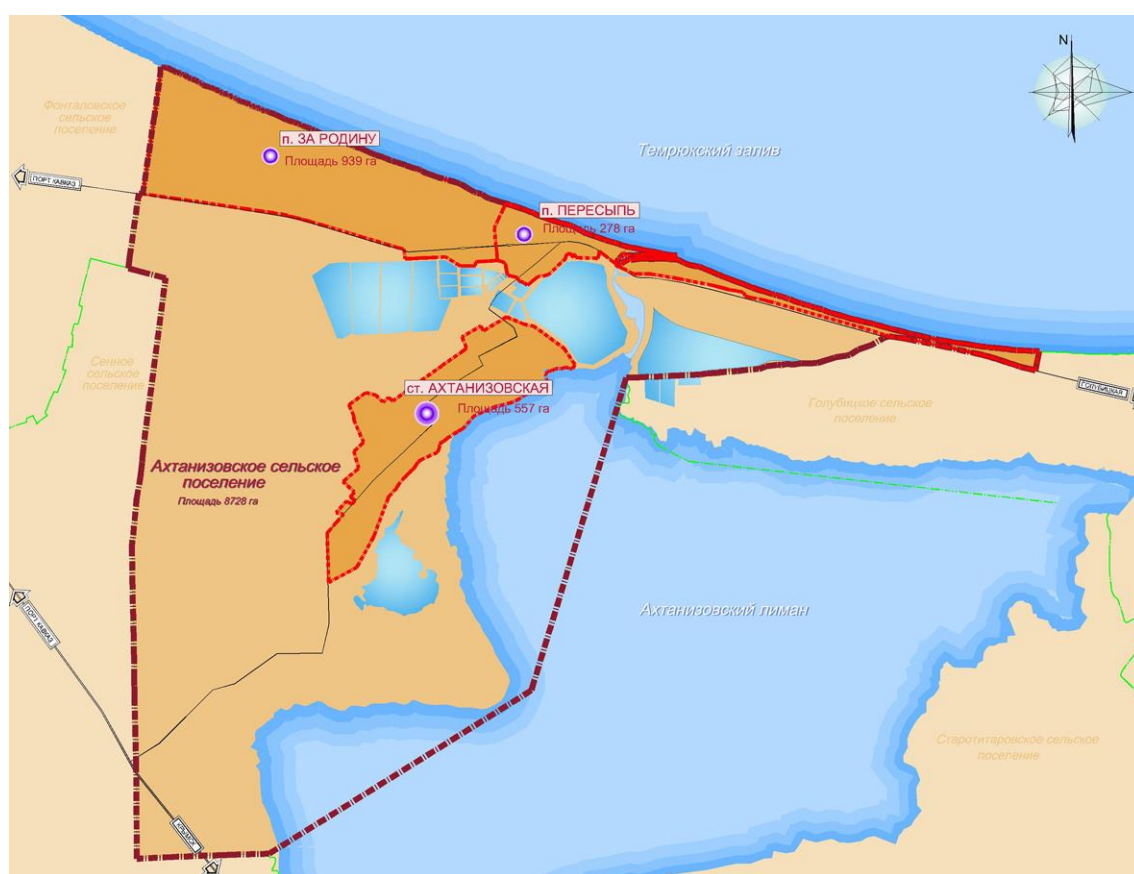 N
Фонталовское
сельское
поселение
п. ЗА РОДИНУ
Площадь 939 га
Темрюкский залив
ПОРТ КАВКАЗ
п. ПЕРЕСЫПЬ
Площадь 278 га
Сенное
сельское
поселение
ст. АХТАНИЗОВСКАЯ
Площадь 557 га
ГОЛУБИЦКАЯ
Голубицкое сельское
поселение
Ахтанизовское сельское
поселение
Площадь 8728 га
ПОРТ КАВКАЗ
Ахтанизовский лиман
Старотитаровское сельское
поселение
КРЫМСК